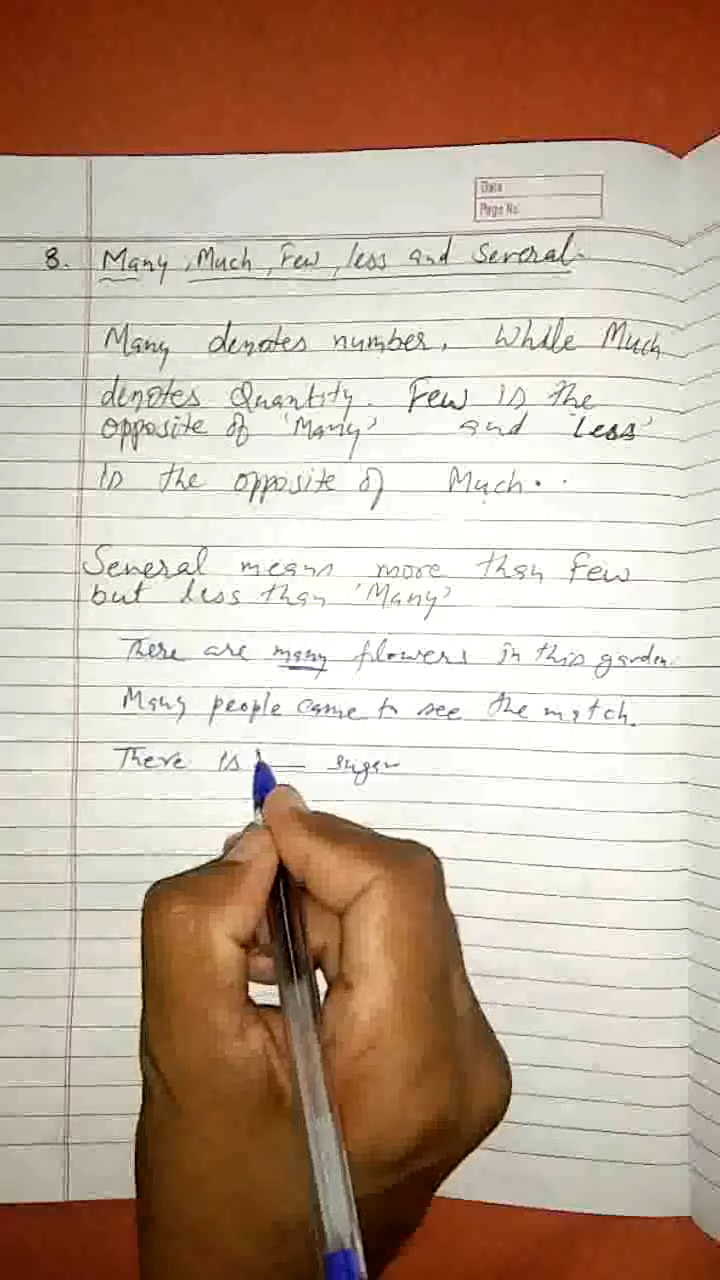 Date
Page No
8. Many, Much, Few, less and Several.
Many denotes number. While Much
denotes Quantity. Few is the
opposite of 'Many' and 'Less'
is the opposite of Much..
Several means more than Few
but less than 'Many'
There are many flowers in this garden.
Many people came to see the match.
There is sugar